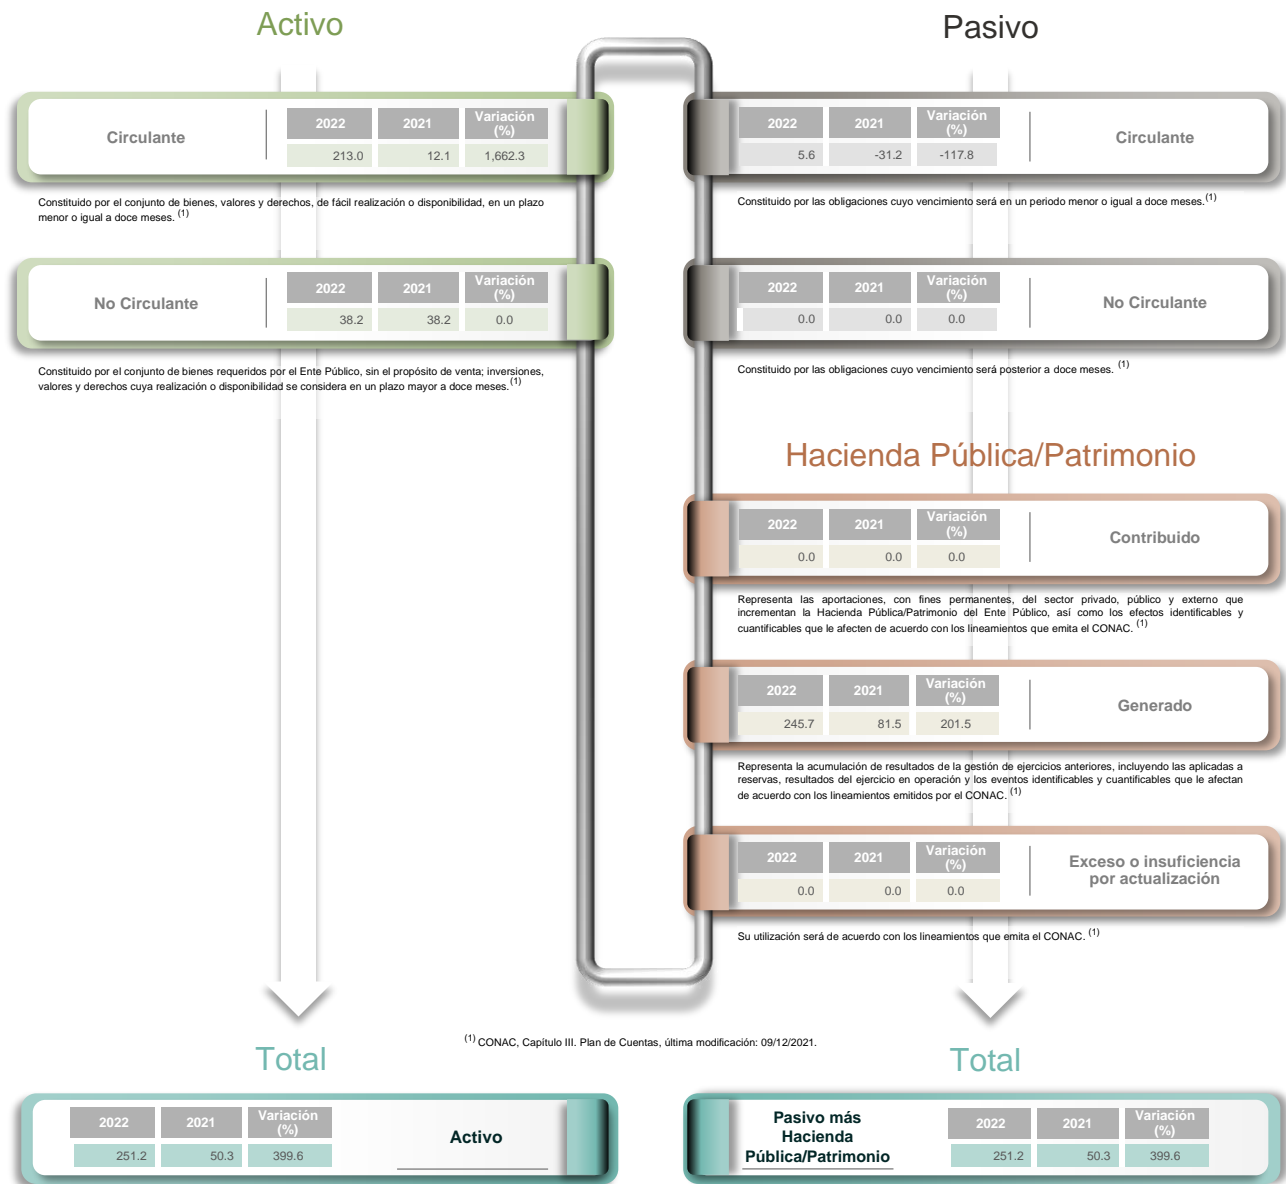 Activo
Circulante
2022 2021 Variación (%)
213.0 12.1 1,662.3
Constituido por el conjunto de bienes, valores y derechos, de fácil realización o disponibilidad, en un plazo
menor o igual a doce meses. (1)
No Circulante
2022 2021 Variación (%)
38.2 38.2 0.0
Constituido por el conjunto de bienes requeridos por el Ente Público, sin el propósito de venta; inversiones,
valores y derechos cuya realización o disponibilidad se considera en un plazo mayor a doce meses. (1)
Pasivo
2022 2021 Variación (%)
5.6 -31.2 -117.8
Circulante
Constituido por las obligaciones cuyo vencimiento será en un periodo menor o igual a doce meses. (1)
2022 2021 Variación (%)
0.0 0.0 0.0
No Circulante
Constituido por las obligaciones cuyo vencimiento será posterior a doce meses. (1)
Hacienda Pública/Patrimonio
2022 2021 Variación (%)
0.0 0.0 0.0
Contribuido
Representa las aportaciones, con fines permanentes, del sector privado, público y externo que
incrementan la Hacienda Pública/Patrimonio del Ente Público, así como los efectos identificables y
cuantificables que le afecten de acuerdo con los lineamientos que emita el CONAC. (1)
2022 2021 Variación (%)
245.7 81.5 201.5
Generado
Representa la acumulación de resultados de la gestión de ejercicios anteriores, incluyendo las aplicadas a
reservas, resultados del ejercicio en operación y los eventos identificables y cuantificables que le afectan
de acuerdo con los lineamientos emitidos por el CONAC. (1)
2022 2021 Variación (%)
0.0 0.0 0.0
Exceso o insuficiencia
por actualización
Su utilización será de acuerdo con los lineamientos que emita el CONAC. (1)
(1) CONAC, Capítulo III. Plan de Cuentas, última modificación: 09/12/2021.
Total
2022 2021 Variación (%)
251.2 50.3 399.6
Activo
Total
Pasivo más
Hacienda
Pública/Patrimonio
2022 2021 Variación (%)
251.2 50.3 399.6